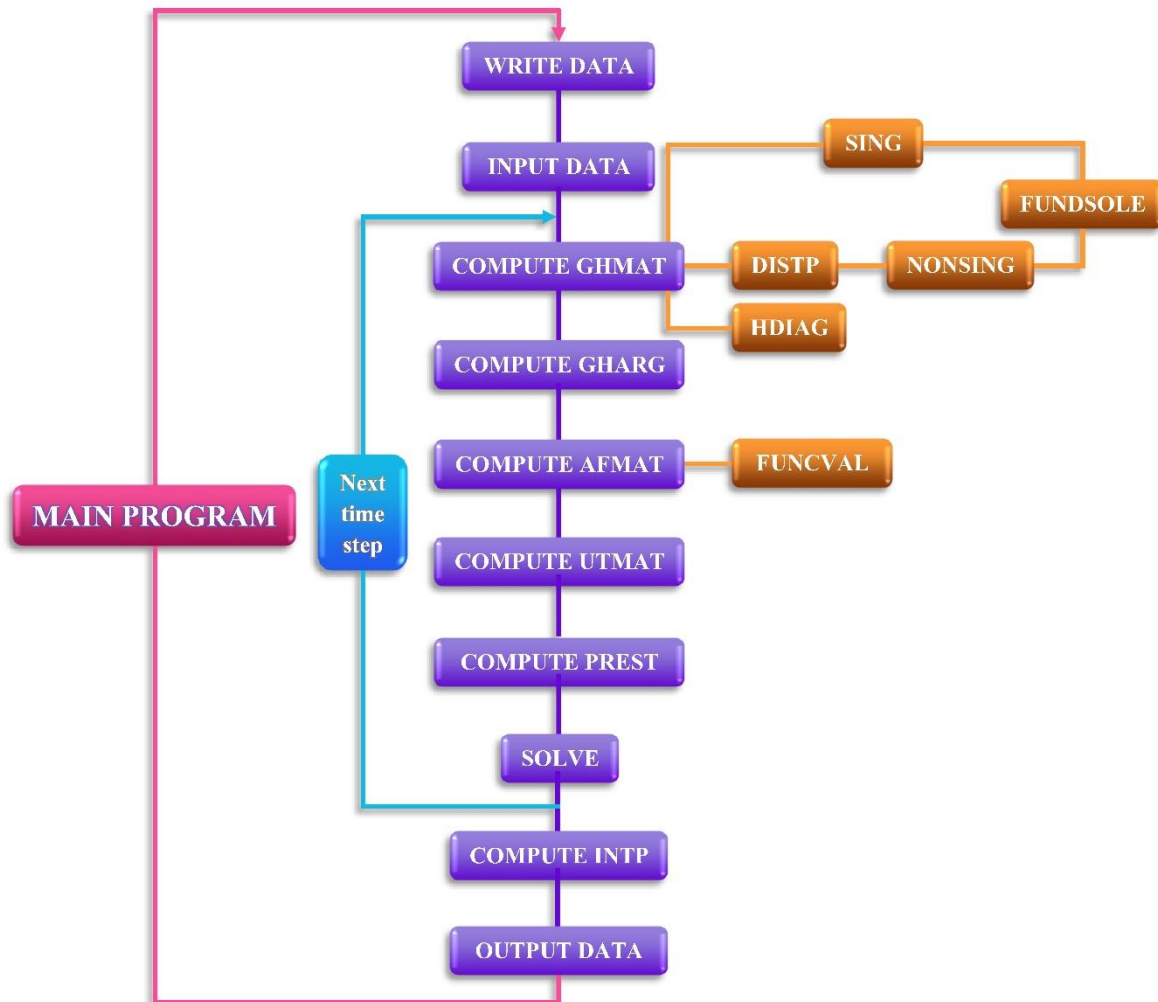 WRITE DATA
INPUT DATA
SING
FUNDSOLE
COMPUTE GHMAT
DISTP
NONSING
HDIAG
COMPUTE GHARG
COMPUTE AFMAT
FUNCVAL
MAIN PROGRAM
Next
time
step
COMPUTE UTMAT
COMPUTE PREST
SOLVE
COMPUTE INTP
OUTPUT DATA